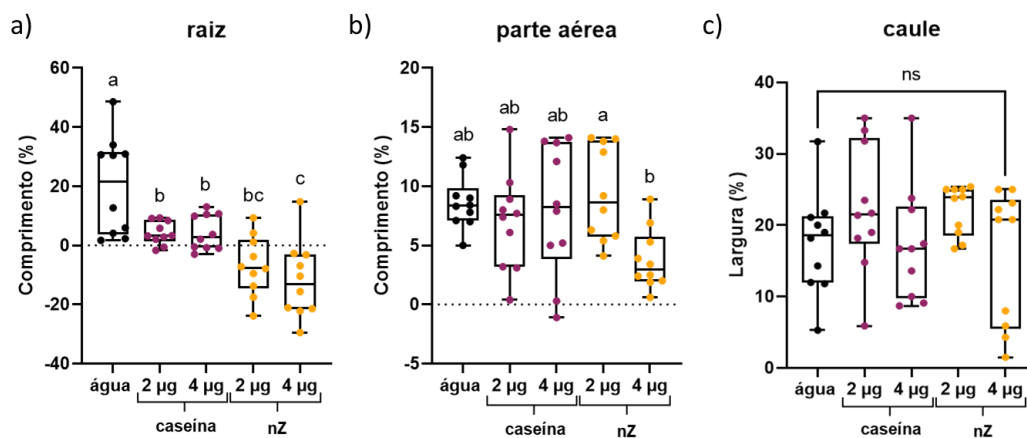 a) raiz
Comprimento (%)
60
40
20
0
-20
-40
a
b
b
bc
c
água 2 µg 4 µg 2 µg 4 µg
caseína nZ
b) parte aérea
Comprimento (%)
20
15
10
5
0
-5
ab
ab
ab
a
b
água 2 µg 4 µg 2 µg 4 µg
caseína nZ
c) caule
Largura (%)
40
30
20
10
0
ns
água 2 µg 4 µg 2 µg 4 µg
caseína nZ